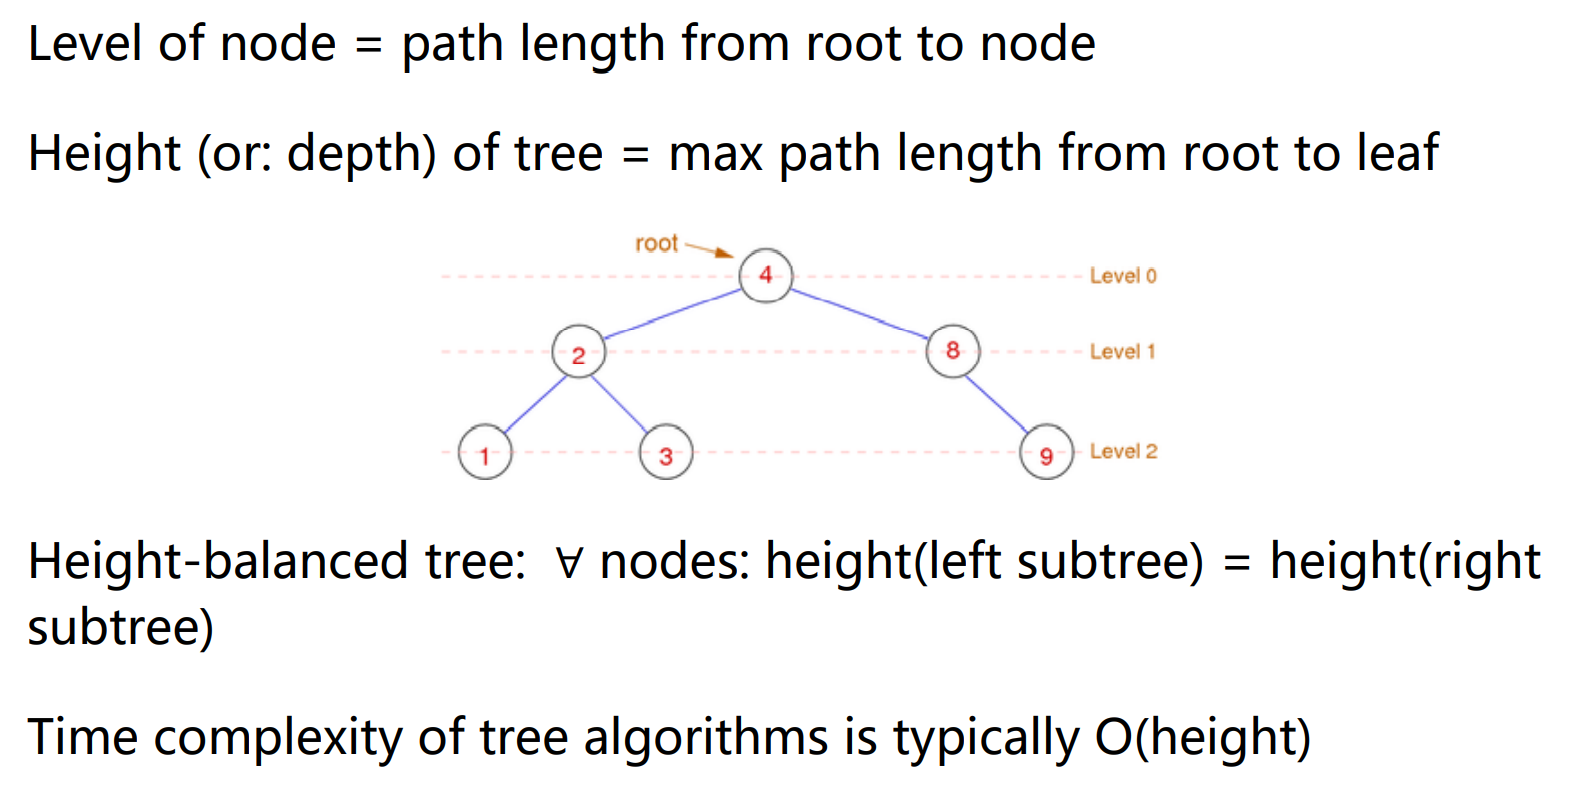 Level of node = path length from root to node
Height (or: depth) of tree = max path length from root to leaf
root
4
Level 0
2
8
Level 1
1
3
9
Level 2
Height-balanced tree: ∀ nodes: height(left subtree) = height(right
subtree)
Time complexity of tree algorithms is typically O(height)